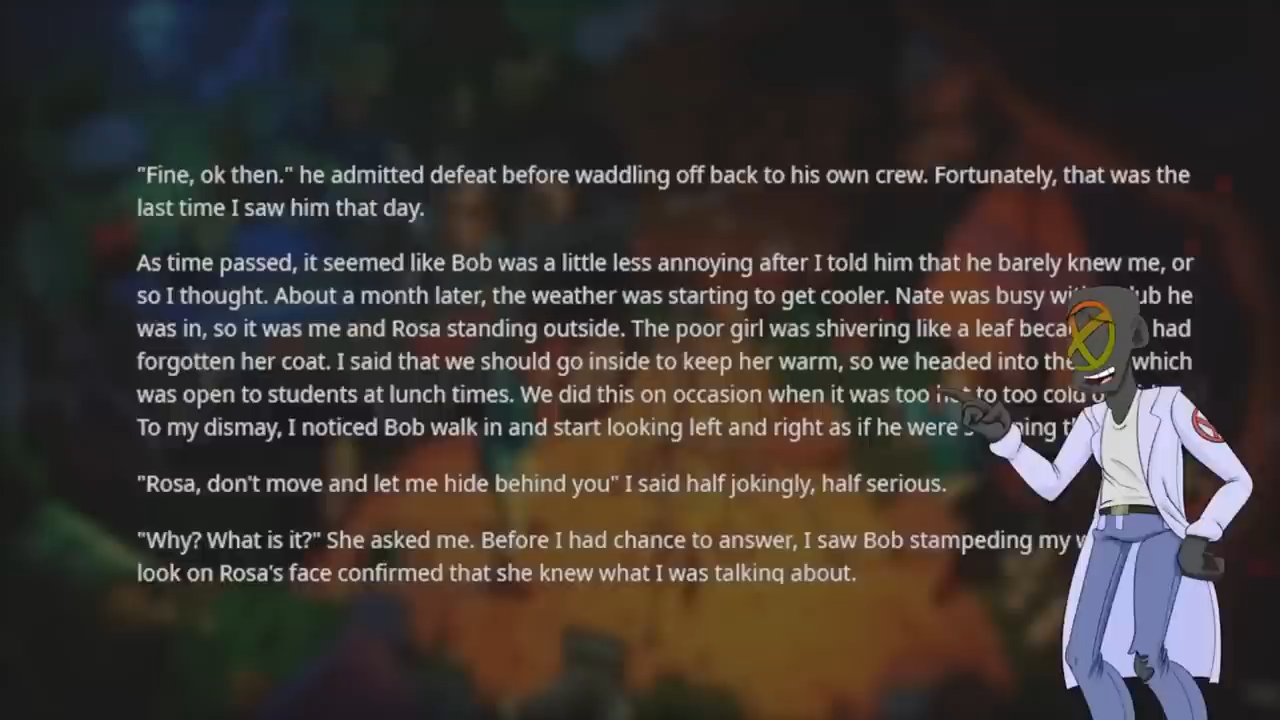 "Fine, ok then." he admitted defeat before waddling off back to his own crew. Fortunately, that was the
last time I saw him that day.
As time passed, it seemed like Bob was a little less annoying after I told him that he barely knew me, or
so I thought. About a month later, the weather was starting to get cooler. Nate was busy he
was in, so it was me and Rosa standing outside. The poor girl was shivering like a leaf had
forgotten her coat. I said that we should go inside to keep her warm, so we headed into which
was open to students at lunch times. We did this on occasion when it was too to too cold
To my dismay, I noticed Bob walk in and start looking left and right as if he were
"Rosa, don't move and let me hide behind you" I said half jokingly, half serious.
"Why? What is it?" She asked me. Before I had chance to answer, I saw Bob stampeding my
look on Rosa's face confirmed that she knew what I was talking about.